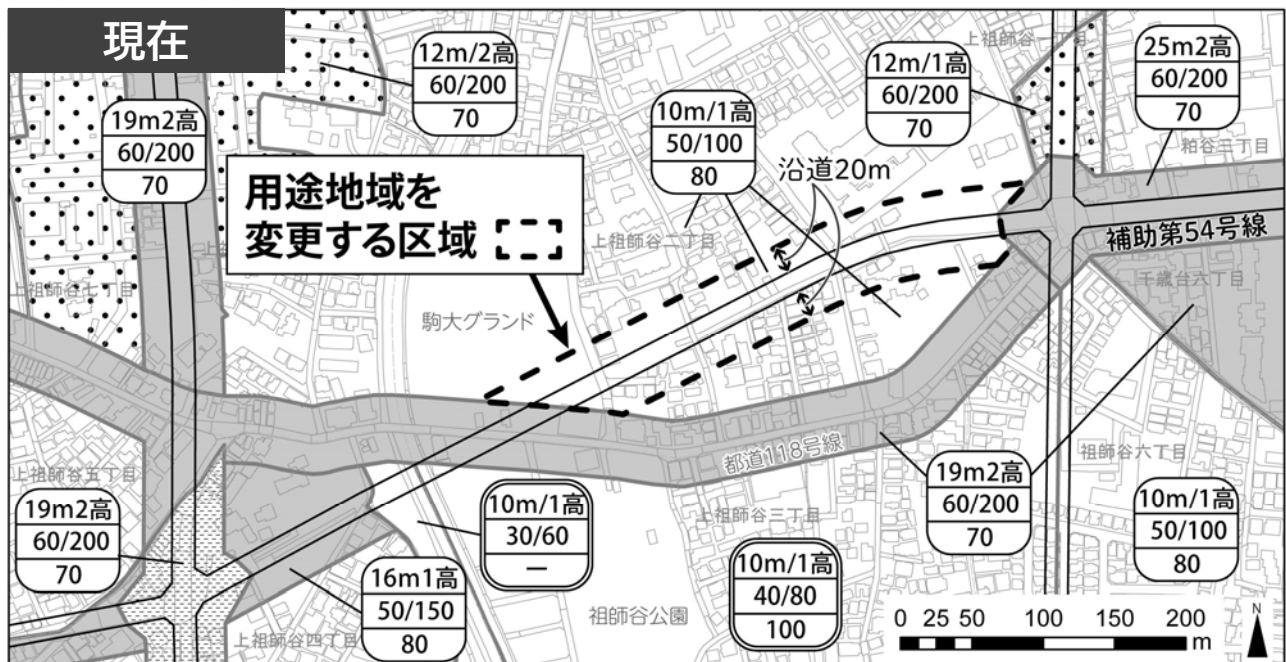 現在
12m/2高
60/200
70
上祖師谷一丁目
12m/1高
60/200
70
25m2高
60/200
70
19m2高
60/200
70
10m/1高
50/100
80
沿道20m
粕谷三丁目
用途地域を
変更する区域
上祖師谷二丁目
補助第54号線
千歳台六丁目
上祖師谷七丁目
駒大グランド
都道118号線
上祖師谷五丁目
祖師谷六丁目
19m2高
60/200
70
10m/1高
30/60
―
上祖師谷三丁目
19m2高
60/200
70
10m/1高
50/100
80
16m1高
50/150
80
10m/1高
40/80
100
祖師谷公園
上祖師谷四丁目
0 25 50 100 150 200
m
N